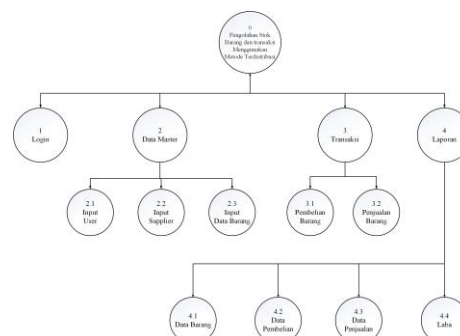 0
Pengolahan Stok
Barang dan transaksi
Menggunakan
Metode Terdistribusi
1
Login
2
Data Master
3
Transaksi
4
Laporan
2.1
Input
User
2.2
Input
Supplier
2.3
Input
Data Barang
3.1
Pembelian
Barang
3.2
Penjualan
Barang
4.1
Data Barang
4.2
Data
Pembelian
4.3
Data
Penjualan
4.4
Laba